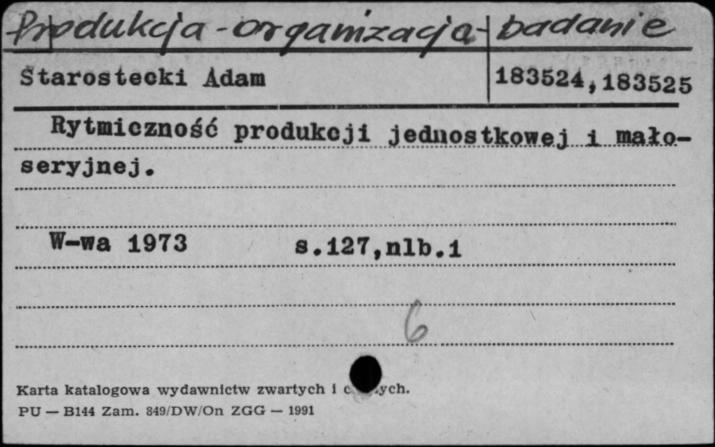 Produkcja - organizacja - badanie
Starostecki Adam 183524,183525
Rytmiczność produkcji jednostkowej i mało-
seryjnej.
W-wa 1973 s.127,nlb.1
6
Karta katalogowa wydawnictw zwartych i
PU — B144 Zam. 849/DW/On ZGG — 1991